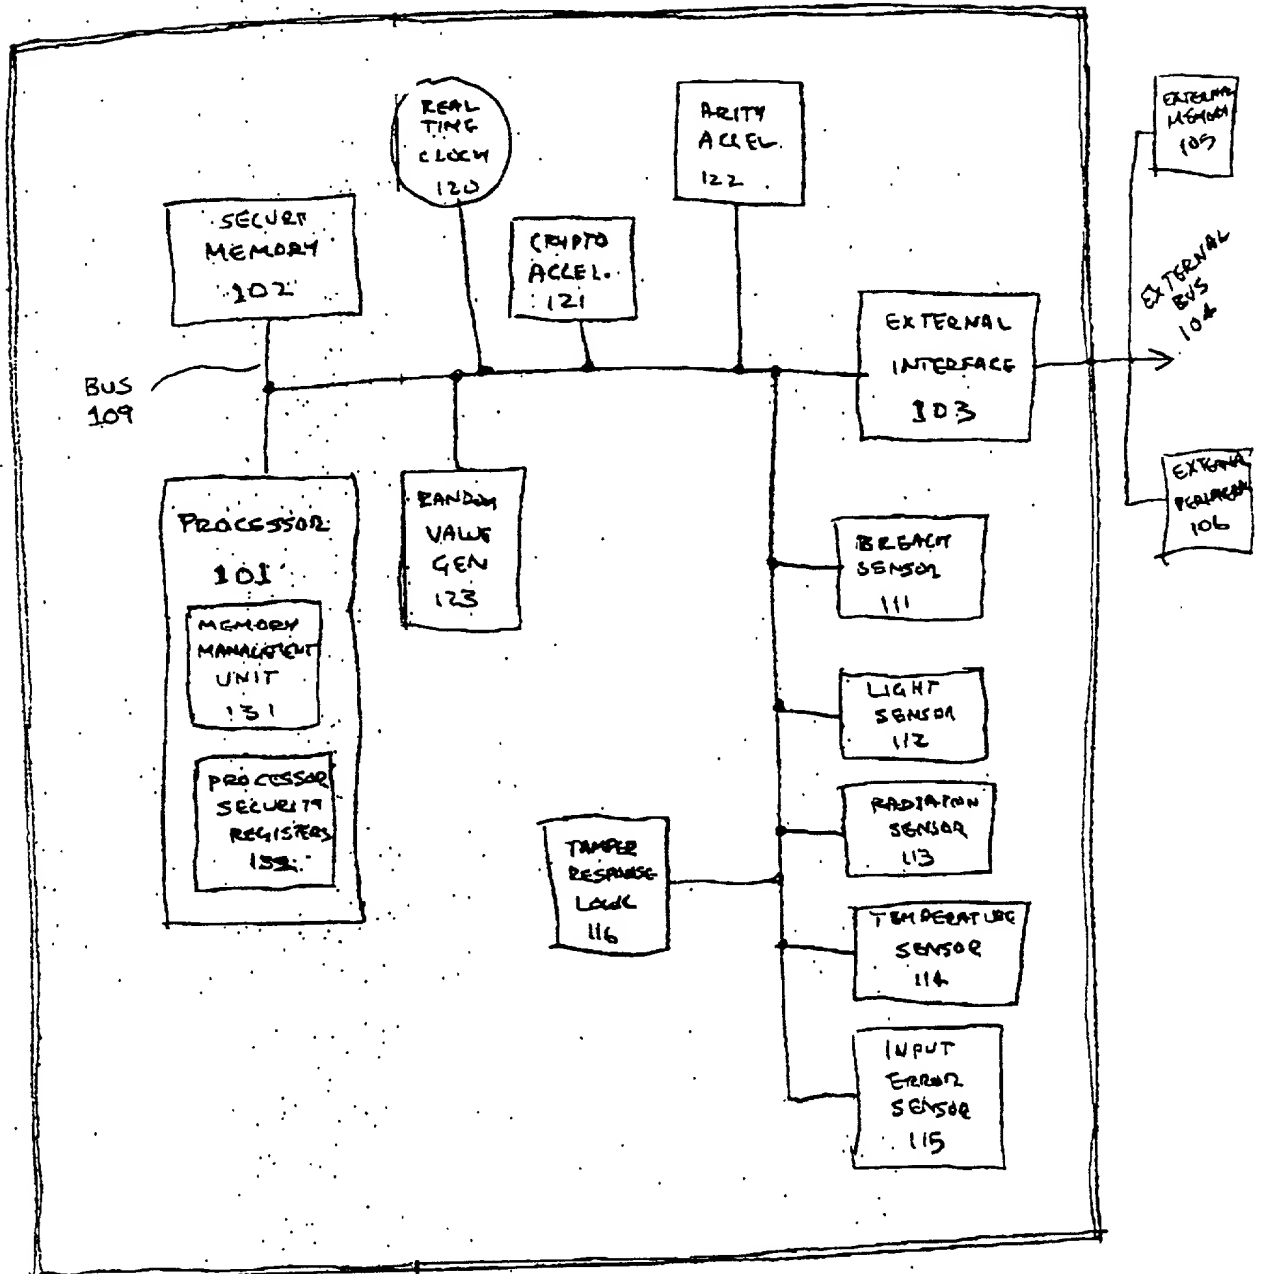 REAL
TIME
CLOCK
120
ARITY
ACCEL.
122
EXTERNAL
MEMORY
105
SECURE
MEMORY
102
CRYPTO
ACCEL.
121
EXTERNAL
BUS
104
EXTERNAL
INTERFACE
103
BUS
109
PROCESSOR
101
MEMORY
MANAGEMENT
UNIT
131
PROCESSOR
SECURITY
REGISTERS
132
RANDOM
VALUE
GEN
123
EXTERNAL
PERIPHERAL
106
BREACH
SENSOR
111
LIGHT
SENSOR
112
RADIATION
SENSOR
113
TAMPER
RESPONSE
LOGIC
116
TEMPERATURE
SENSOR
114
INPUT
ERROR
SENSOR
115